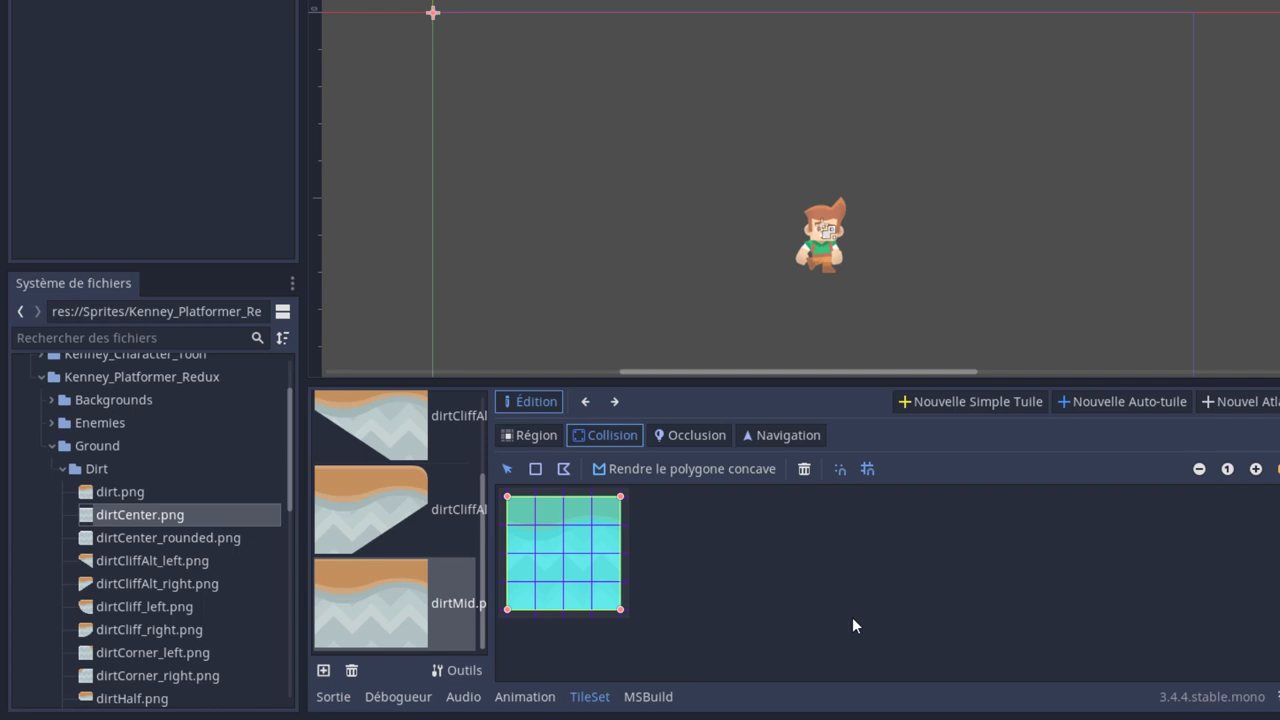 Système de fichiers
res://Sprites/Kenney_Platformer_Re
Rechercher des fichiers
Kenney_Character_Toon
Kenney_Platformer_Redux
Backgrounds
Enemies
Ground
Dirt
dirt.png
dirtCenter.png
dirtCenter_rounded.png
dirtCliffAlt_left.png
dirtCliffAlt_right.png
dirtCliff_left.png
dirtCliff_right.png
dirtCorner_left.png
dirtCorner_right.png
dirtHalf.png
0
dirtCliffAl
dirtCliffAl
dirtMid.p
Outils
Édition
Nouvelle Simple Tuile
Nouvelle Auto-tuile
Nouvel Atl
Région
Collision
Occlusion
Navigation
Rendre le polygone concave
1
Sortie
Débogueur
Audio
Animation
TileSet
MSBuild
3.4.4.stable.mono